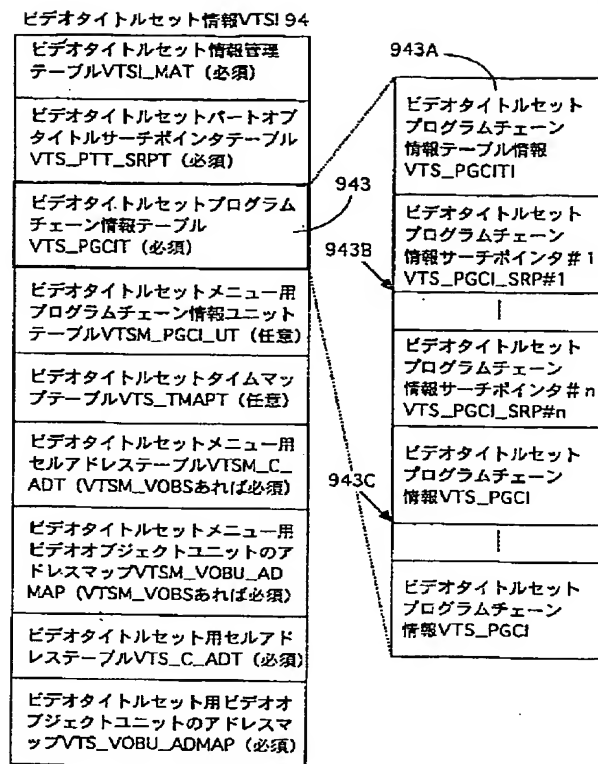 ビデオタイトルセット情報VTSI 94
ビデオタイトルセット情報管理
テーブルVTSI_MAT（必須）
ビデオタイトルセットパートオブ
タイトルサーチポインタテーブル
VTS_PTT_SRPT（必須）
ビデオタイトルセットプログラム
チェーン情報テーブル
VTS_PGCIT（必須）
ビデオタイトルセットメニュー用
プログラムチェーン情報ユニット
テーブルVTSM_PGCI_UT（任意）
ビデオタイトルセットタイムマッ
プテーブルVTS_TMAPT（任意）
ビデオタイトルセットメニュー用
セルアドレステーブルVTSM_C_
ADT（VTSM_VOBSあれば必須）
ビデオタイトルセットメニュー用
ビデオオブジェクトユニットのア
ドレスマップVTSM_VOBU_AD
MAP（VTSM_VOBSあれば必須）
ビデオタイトルセット用セルアド
レステーブルVTS_C_ADT（必須）
ビデオタイトルセット用ビデオオ
ブジェクトユニットのアドレスマ
ップVTS_VOBU_ADMAP（必須）
943
943A
ビデオタイトルセット
プログラムチェーン
情報テーブル情報
VTS_PGCITI
943B
ビデオタイトルセット
プログラムチェーン
情報サーチポインタ＃1
VTS_PGCI_SRP#1
ビデオタイトルセット
プログラムチェーン
情報サーチポインタ＃n
VTS_PGCI_SRP#n
943C
ビデオタイトルセット
プログラムチェーン
情報VTS_PGCI
ビデオタイトルセット
プログラムチェーン
情報VTS_PGCI